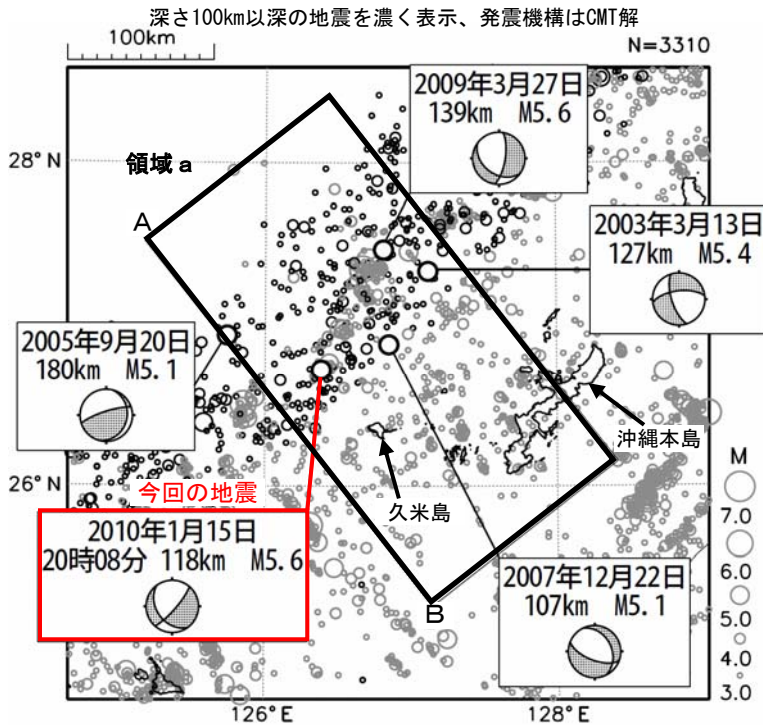 深さ100km以深の地震を濃く表示、発震機構はCMT解
100km
N=3310
2009年3月27日
139km M5.6
28°N
領域a
A
2003年3月13日
127km M5.4
2005年9月20日
180km M5.1
沖縄本島
久米島
26°N
今回の地震
2010年1月15日
20時08分 118km M5.6
2007年12月22日
107km M5.1
B
M
7.0
6.0
5.0
4.0
3.0
126°E
128°E